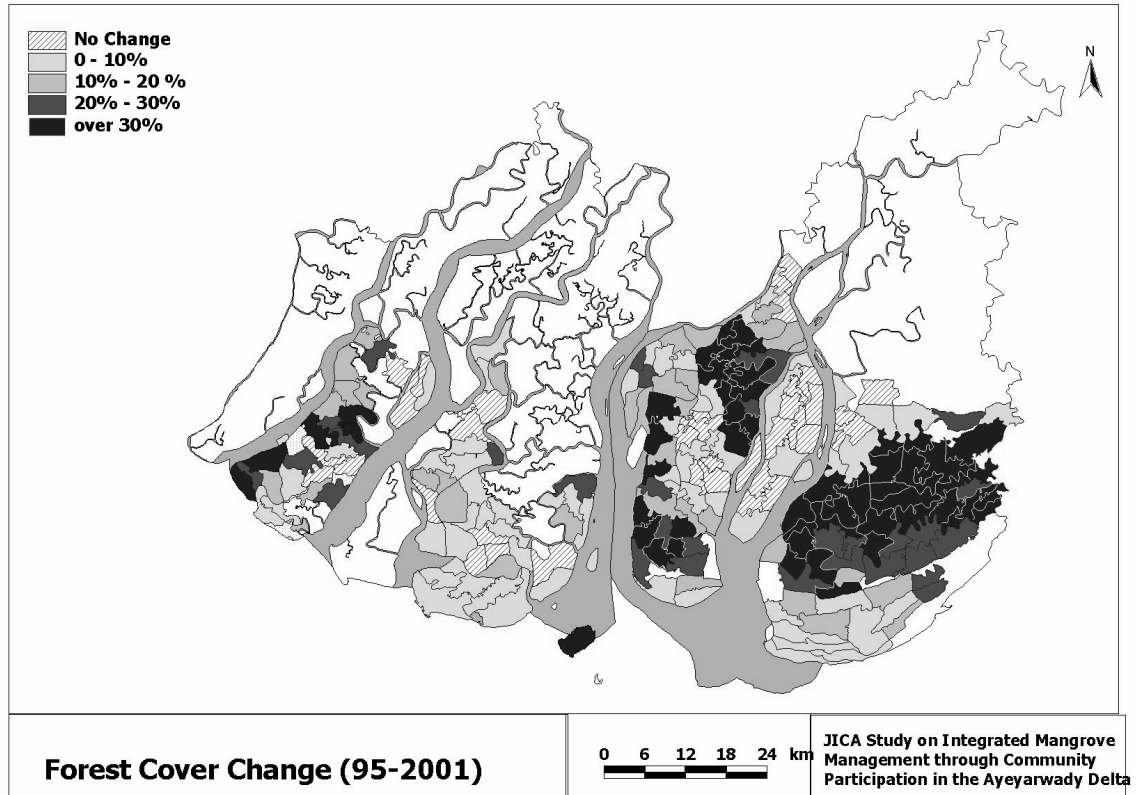 No Change
0 - 10%
10% - 20 %
20% - 30%
over 30%
N
Forest Cover Change (95-2001)
0 6 12 18 24 km
JICA Study on Integrated Mangrove
Management through Community
Participation in the Ayeyarwady Delta